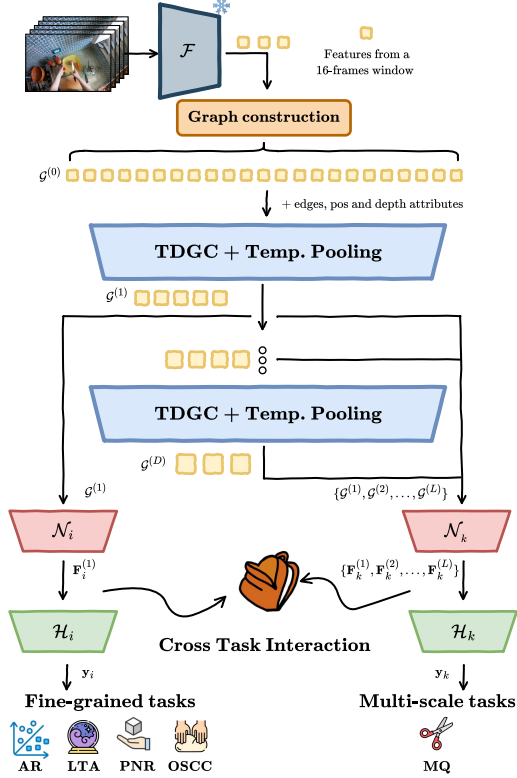 𝓕
Features from a
16-frames window
Graph construction
𝒢⁽⁰⁾
+ edges, pos and depth attributes
TDGC + Temp. Pooling
𝒢⁽¹⁾
TDGC + Temp. Pooling
𝒢⁽ᴰ⁾
𝒢⁽¹⁾
{𝒢⁽¹⁾, 𝒢⁽²⁾, . . . , 𝒢⁽ᴸ⁾}
𝒩ᵢ
𝒩ₖ
𝐅ᵢ⁽¹⁾
{𝐅ₖ⁽¹⁾, 𝐅ₖ⁽²⁾, . . . , 𝐅ₖ⁽ᴸ⁾}
ℋᵢ
ℋₖ
Cross Task Interaction
𝐲ᵢ
𝐲ₖ
Fine-grained tasks
Multi-scale tasks
AR
LTA
PNR
OSCC
MQ